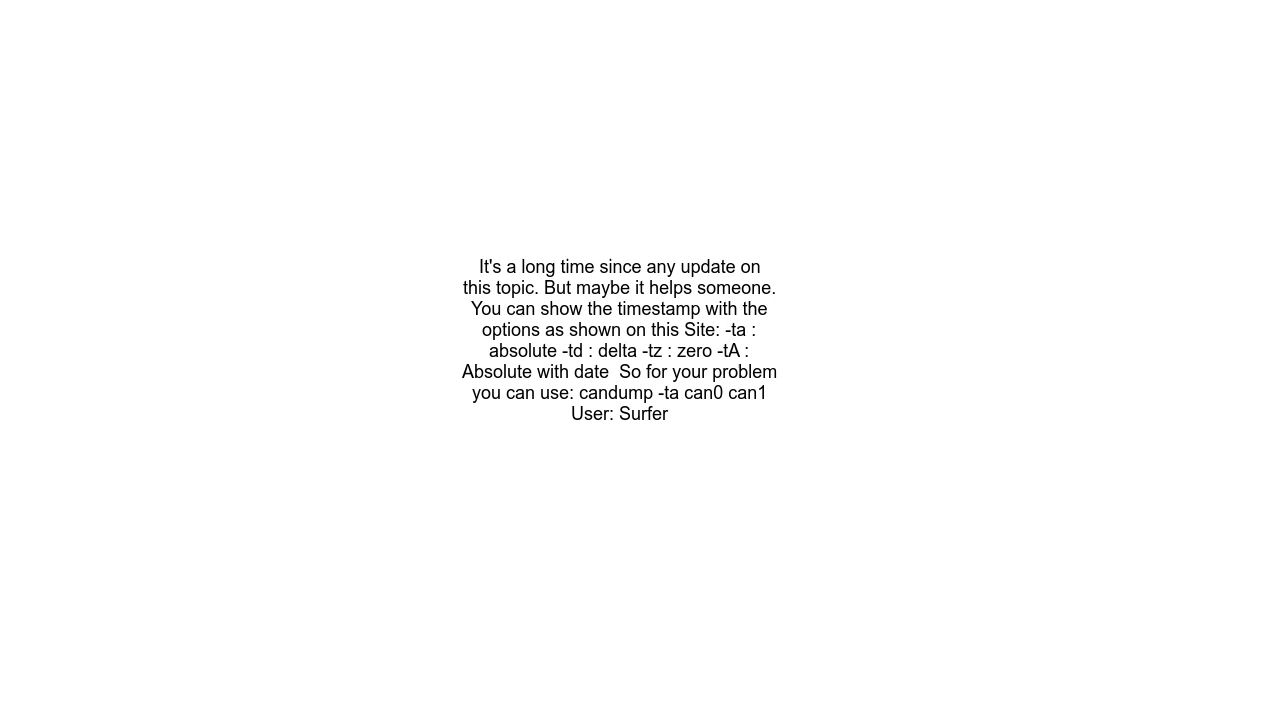 It's a long time since any update on
this topic. But maybe it helps someone.
You can show the timestamp with the
options as shown on this Site: -ta :
absolute -td : delta -tz : zero -tA :
Absolute with date  So for your problem
you can use: candump -ta can0 can1
User: Surfer